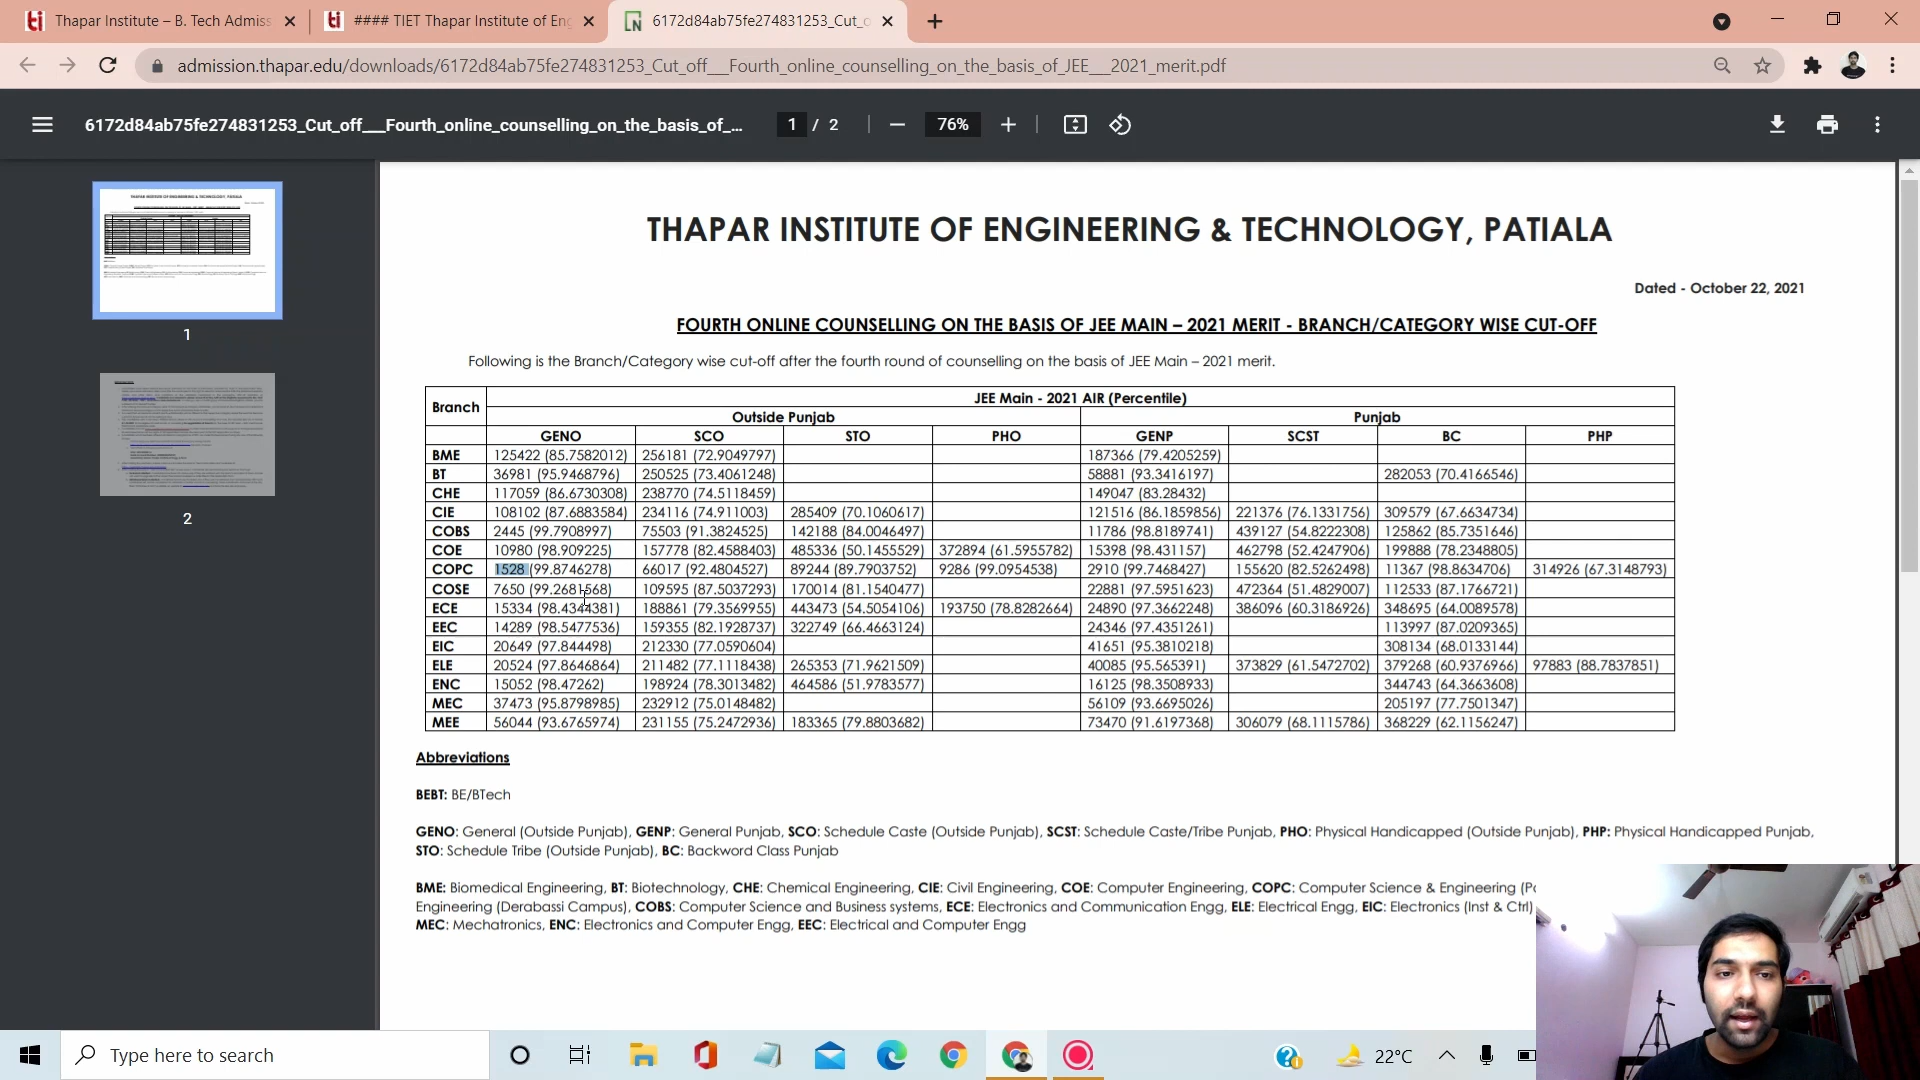 Thapar Institute – B. Tech Admiss
#### TIET Thapar Institute of Eng
6172d84ab75fe274831253_Cut_o
admission.thapar.edu/downloads/6172d84ab75fe274831253_Cut_off___Fourth_online_counselling_on_the_basis_of_JEE___2021_merit.pdf
6172d84ab75fe274831253_Cut_off___Fourth_online_counselling_on_the_basis_of_... 1 / 2 76%
1
2
THAPAR INSTITUTE OF ENGINEERING & TECHNOLOGY, PATIALA
Dated - October 22, 2021
FOURTH ONLINE COUNSELLING ON THE BASIS OF JEE MAIN – 2021 MERIT - BRANCH/CATEGORY WISE CUT-OFF
Following is the Branch/Category wise cut-off after the fourth round of counselling on the basis of JEE Main – 2021 merit.
Branch JEE Main - 2021 AIR (Percentile)
Outside Punjab Punjab
GENO SCO STO PHO GENP SCST BC PHP
BME 125422 (85.7582012) 256181 (72.9049797) 187366 (79.4205259)
BT 36981 (95.9468796) 250525 (73.4061248) 58881 (93.3416197) 282053 (70.4166546)
CHE 117059 (86.6730308) 238770 (74.5118459) 149047 (83.28432)
CIE 108102 (87.6883584) 234116 (74.911003) 285409 (70.1060617) 121516 (86.1859856) 221376 (76.1331756) 309579 (67.6634734)
COBS 2445 (99.7908997) 75503 (91.3824525) 142188 (84.0046497) 11786 (98.8189741) 439127 (54.8222308) 125862 (85.7351646)
COE 10980 (98.909225) 157778 (82.4588403) 485336 (50.1455529) 372894 (61.5955782) 15398 (98.431157) 462798 (52.4247906) 199888 (78.2348805)
COPC 1528 (99.8746278) 66017 (92.4804527) 89244 (89.7903752) 9286 (99.0954538) 2910 (99.7468427) 155620 (82.5262498) 11367 (98.8634706) 314926 (67.3148793)
COSE 7650 (99.2681568) 109595 (87.5037293) 170014 (81.1540477) 22881 (97.5951623) 472364 (51.4829007) 112533 (87.1766721)
ECE 15334 (98.4344381) 188861 (79.3569955) 443473 (54.5054106) 193750 (78.8282664) 24890 (97.3662248) 386096 (60.3186926) 348695 (64.0089578)
EEC 14289 (98.5477536) 159355 (82.1928737) 322749 (66.4663124) 24346 (97.4351261) 113997 (87.0209365)
EIC 20649 (97.844498) 212330 (77.0590604) 41651 (95.3810218) 308134 (68.0133144)
ELE 20524 (97.8646864) 211482 (77.1118438) 265353 (71.9621509) 40085 (95.565391) 373829 (61.5472702) 379268 (60.9376966) 97883 (88.7837851)
ENC 15052 (98.47262) 198924 (78.3013482) 464586 (51.9783577) 16125 (98.3508933) 344743 (64.3663608)
MEC 37473 (95.8798985) 232912 (75.0148482) 56109 (93.6695026) 205197 (77.7501347)
MEE 56044 (93.6765974) 231155 (75.2472936) 183365 (79.8803682) 73470 (91.6197368) 306079 (68.1115786) 368229 (62.1156247)
Abbreviations
BEBT: BE/BTech
GENO: General (Outside Punjab), GENP: General Punjab, SCO: Schedule Caste (Outside Punjab), SCST: Schedule Caste/Tribe Punjab, PHO: Physical Handicapped (Outside Punjab), PHP: Physical Handicapped Punjab,
STO: Schedule Tribe (Outside Punjab), BC: Backword Class Punjab
BME: Biomedical Engineering, BT: Biotechnology, CHE: Chemical Engineering, CIE: Civil Engineering, COE: Computer Engineering, COPC: Computer Science & Engineering (Pa
Engineering (Derabassi Campus), COBS: Computer Science and Business systems, ECE: Electronics and Communication Engg, ELE: Electrical Engg, EIC: Electronics (Inst & Ctrl)
MEC: Mechatronics, ENC: Electronics and Computer Engg, EEC: Electrical and Computer Engg
Type here to search
22°C